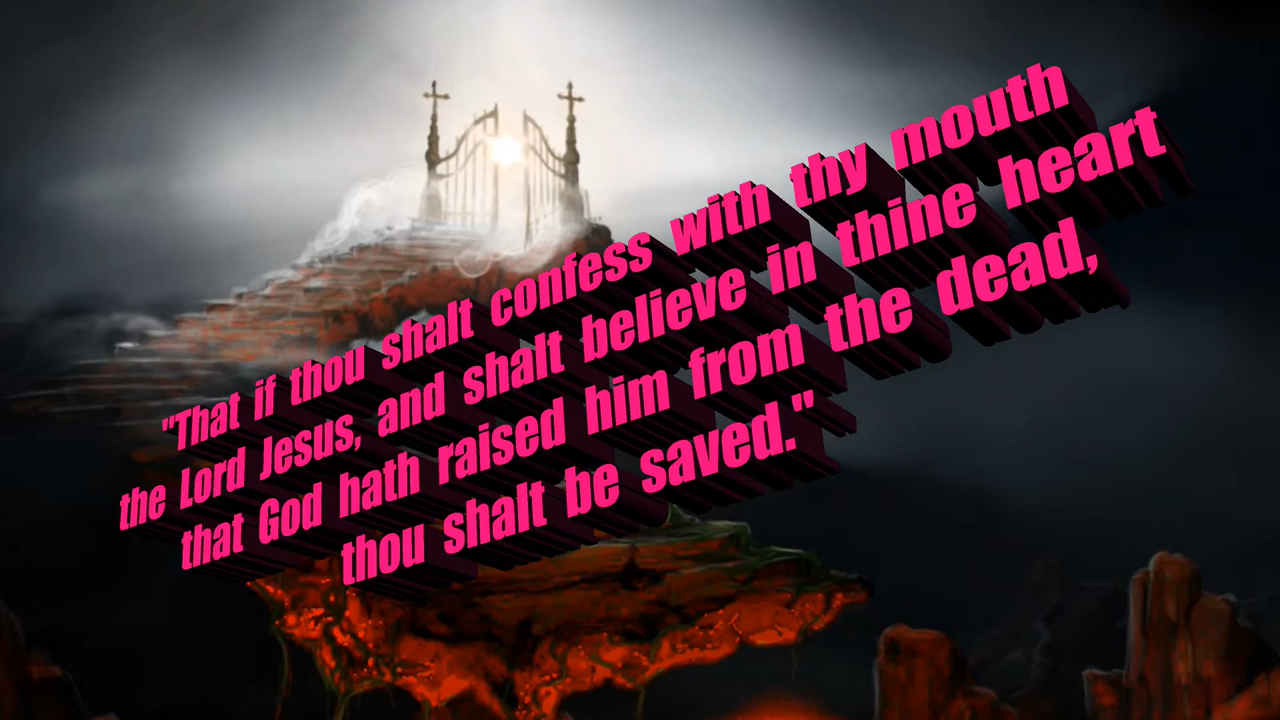 "That if thou shalt confess with thy mouth
the Lord Jesus, and shalt believe in thine heart
that God hath raised him from the dead,
thou shalt be saved."